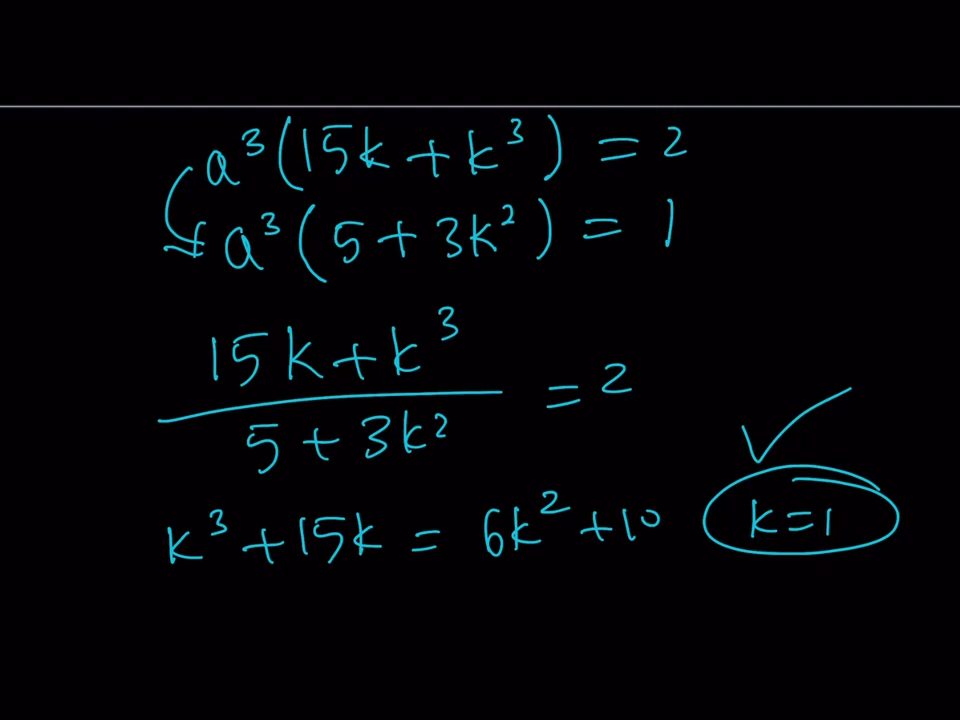 a³(15k + k³) = 2
a³(5 + 3k²) = 1
15k + k³
5 + 3k²
= 2
k³ + 15k = 6k² + 10
k = 1